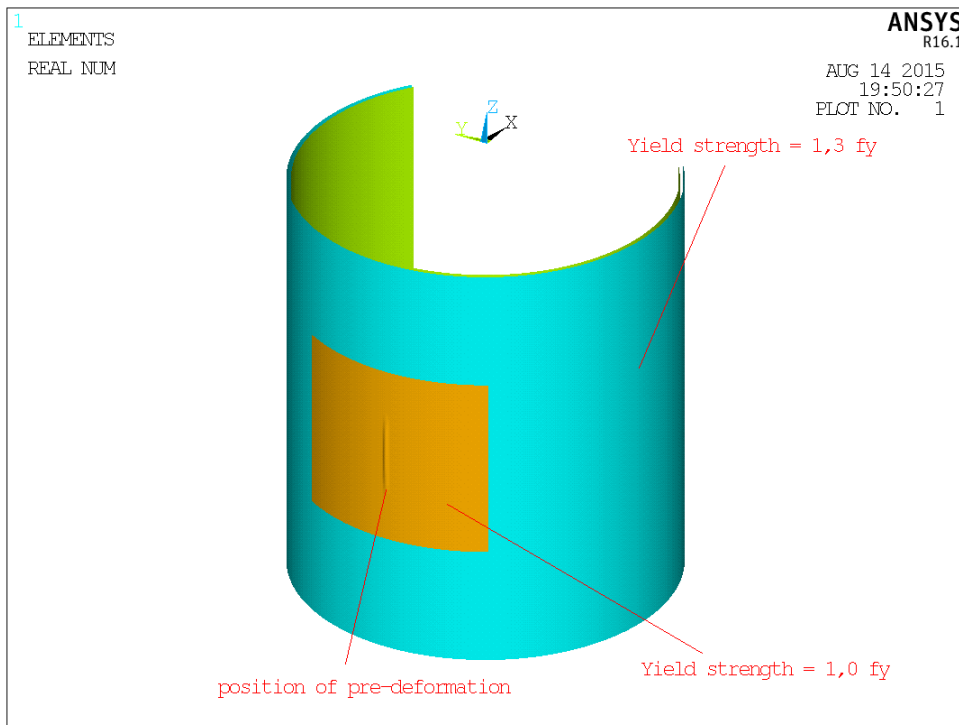 1
ELEMENTS
REAL NUM
ANSYS
R16.1
AUG 14 2015
19:50:27
PLOT NO. 1
Z
Y
X
Yield strength = 1,3 fy
Yield strength = 1,0 fy
position of pre-deformation